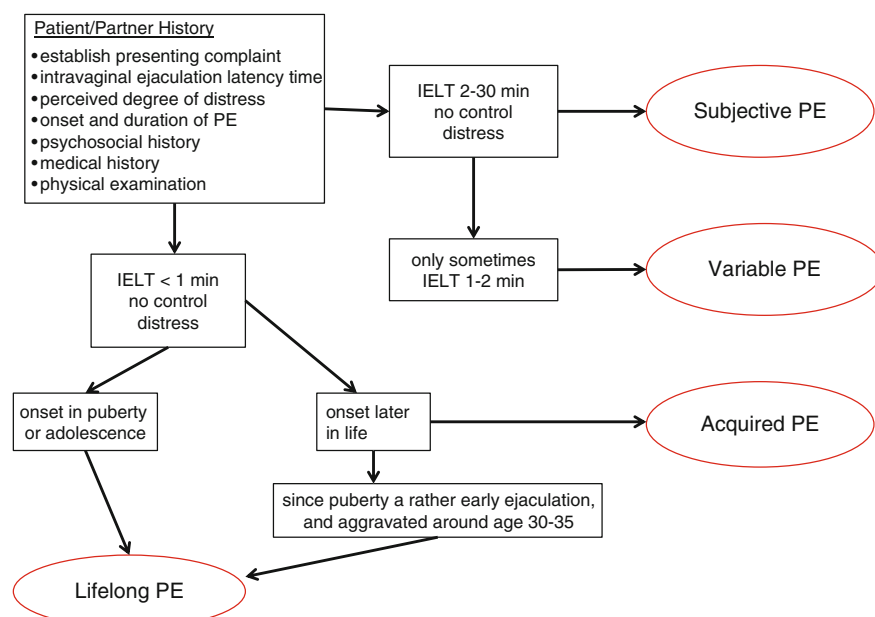 Patient/Partner History
•establish presenting complaint
•intravaginal ejaculation latency time
•perceived degree of distress
•onset and duration of PE
•psychosocial history
•medical history
•physical examination
IELT 2-30 min
no control
distress
Subjective PE
only sometimes
IELT 1-2 min
Variable PE
IELT < 1 min
no control
distress
onset in puberty
or adolescence
onset later
in life
Acquired PE
since puberty a rather early ejaculation,
and aggravated around age 30-35
Lifelong PE